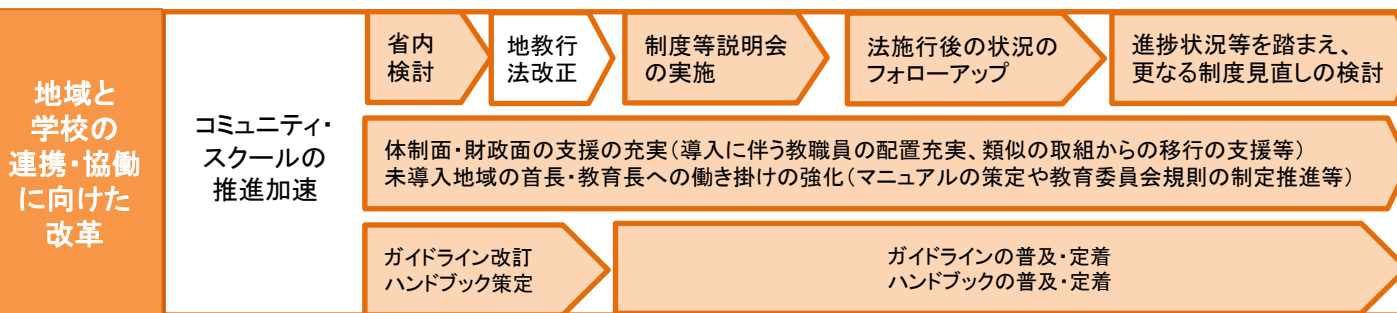 地域と
学校の
連携・協働
に向けた
改革
コミュニティ・
スクールの
推進加速
省内
検討
地教行
法改正
制度等説明会
の実施
法施行後の状況の
フォローアップ
進捗状況等を踏まえ、
更なる制度見直しの検討
体制面・財政面の支援の充実(導入に伴う教職員の配置充実、類似の取組からの移行の支援等)
未導入地域の首長・教育長への働き掛けの強化(マニュアルの策定や教育委員会規則の制定推進等)
ガイドライン改訂
ハンドブック策定
ガイドラインの普及・定着
ハンドブックの普及・定着